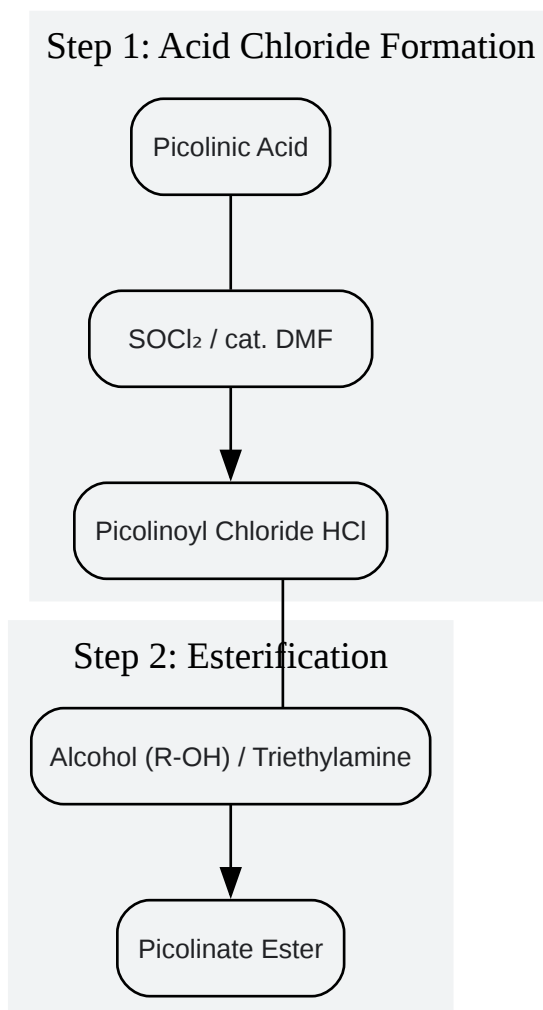 Step 1: Acid Chloride Formation
Picolinic Acid
SOCl₂ / cat. DMF
Picolinoyl Chloride HCl
Step 2: Esterification
Alcohol (R-OH) / Triethylamine
Picolinate Ester